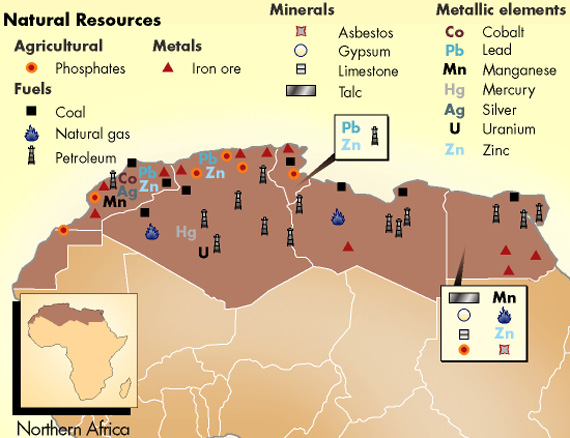 Natural Resources
Agricultural
Phosphates
Metals
Iron ore
Fuels
Coal
Natural gas
Petroleum
Minerals
Asbestos
Gypsum
Limestone
Talc
Metallic elements
Co Cobalt
Pb Lead
Mn Manganese
Hg Mercury
Ag Silver
U Uranium
Zn Zinc
Pb
Zn
Co
Ag
Mn
Pb
Zn
Pb
Zn
Hg
U
Mn
Zn
Northern Africa